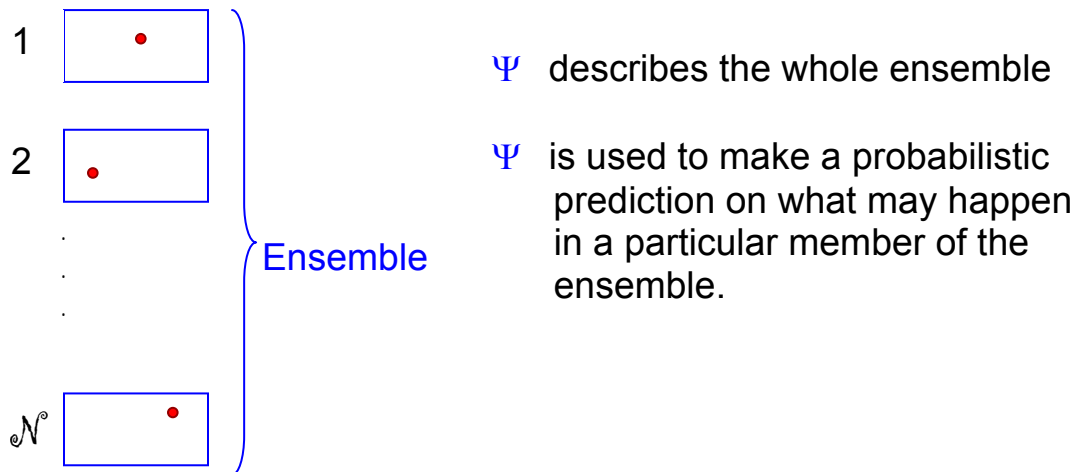 1
Ψ describes the whole ensemble
2
Ψ is used to make a probabilistic
prediction on what may happen
in a particular member of the
ensemble.
.
Ensemble
.
.
𝒩